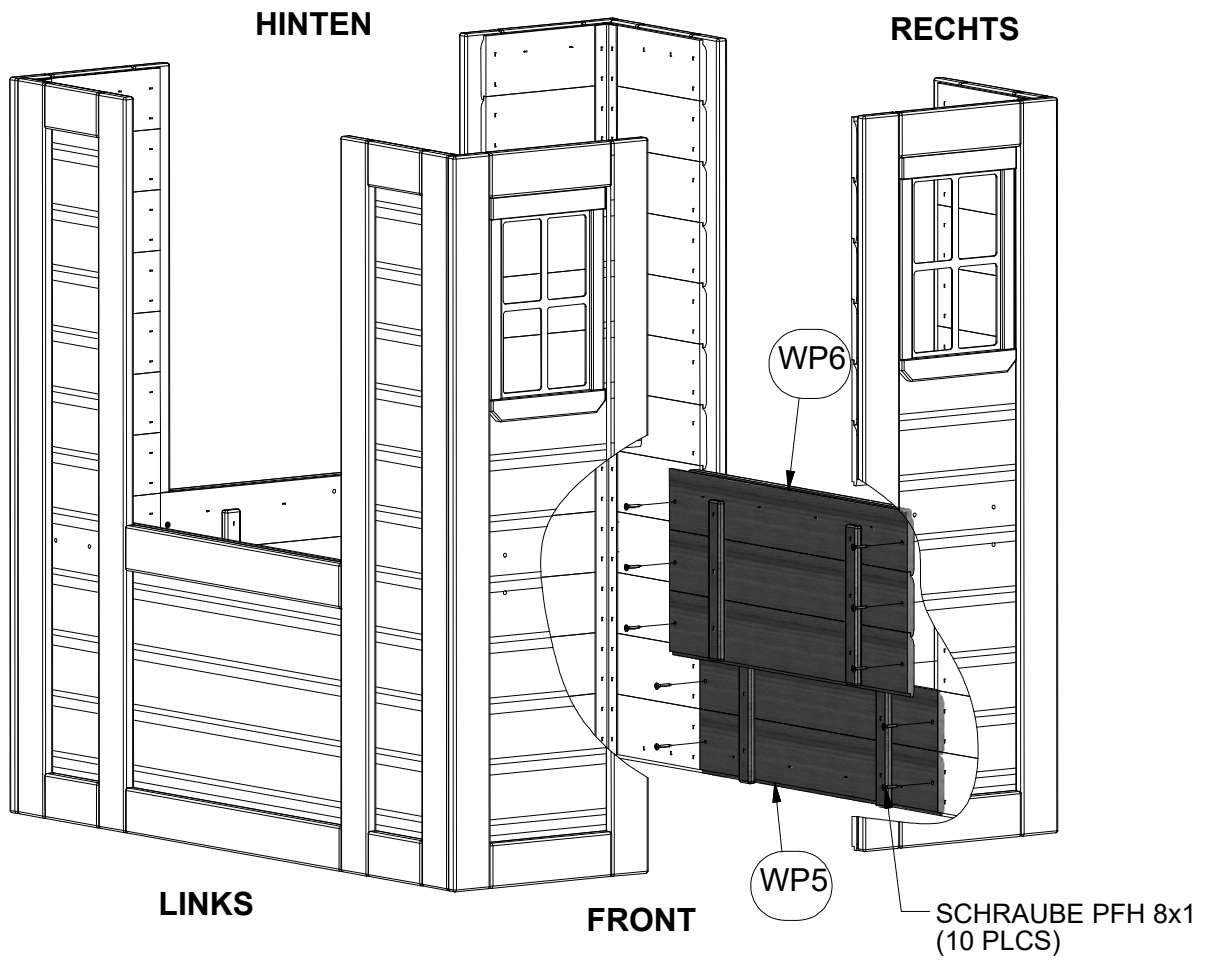 HINTEN
RECHTS
WP6
WP5
LINKS
FRONT
SCHRAUBE PFH 8x1
(10 PLCS)